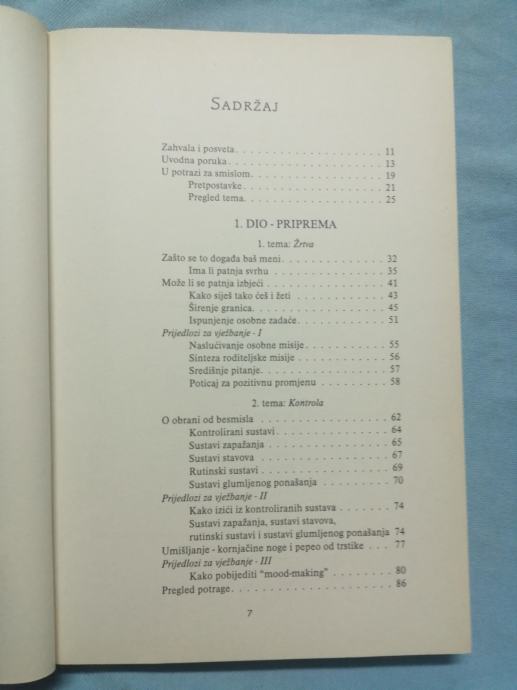 SADRŽAJ
Zahvala i posveta. . . . . . . . . . . . . . . . . . . . . . 11
Uvodna poruka. . . . . . . . . . . . . . . . . . . . . . . 13
U potrazi za smislom. . . . . . . . . . . . . . . . . . . . 19
Pretpostavke. . . . . . . . . . . . . . . . . . . . . 21
Pregled tema. . . . . . . . . . . . . . . . . . . . . 25
1. DIO - PRIPREMA
1. tema: Žrtva
Zašto se to događa baš meni. . . . . . . . . . . . . . . . 32
Ima li patnja svrhu . . . . . . . . . . . . . . . . . 35
Može li se patnja izbjeći . . . . . . . . . . . . . . . . . . 41
Kako siješ tako ćeš i žeti . . . . . . . . . . . . . . 43
Širenje granica. . . . . . . . . . . . . . . . . . . . 45
Ispunjenje osobne zadaće. . . . . . . . . . . . . . . 51
Prijedlozi za vježbanje - I
Naslućivanje osobne misije. . . . . . . . . . . . . . 55
Sinteza roditeljske misije . . . . . . . . . . . . . . 56
Središnje pitanje. . . . . . . . . . . . . . . . . . . 57
Poticaj za pozitivnu promjenu . . . . . . . . . . . . 58
2. tema: Kontrola
O obrani od besmisla . . . . . . . . . . . . . . . . . . . 62
Kontrolirani sustavi. . . . . . . . . . . . . . . . . 64
Sustavi zapažanja . . . . . . . . . . . . . . . . . . 65
Sustavi stavova . . . . . . . . . . . . . . . . . . . 67
Rutinski sustavi. . . . . . . . . . . . . . . . . . . 69
Sustavi glumljenog ponašanja . . . . . . . . . . . . 70
Prijedlozi za vježbanje - II
Kako izići iz kontroliranih sustava . . . . . . . . . 74
Sustavi zapažanja, sustavi stavova,
rutinski sustavi i sustavi glumljenog ponašanja 74
Umišljanje - kornjačine noge i pepeo od trstike . . . 77
Prijedlozi za vježbanje - III
Kako pobijediti “mood-making” . . . . . . . . . . 80
Pregled potrage. . . . . . . . . . . . . . . . . . . . . . 86
7